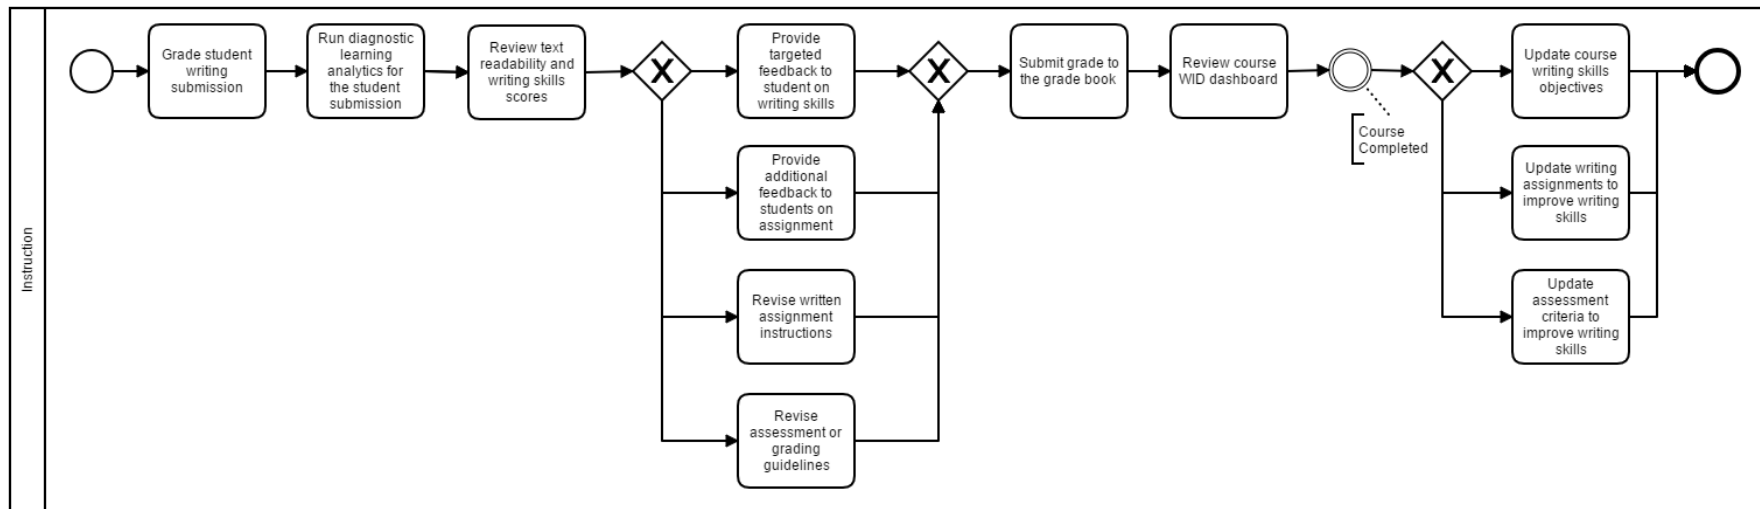 Instruction
Grade student
writing
submission
Run diagnostic
learning
analytics for
the student
submission
Review text
readability and
writing skills
scores
X
Provide
targeted
feedback to
student on
writing skills
Provide
additional
feedback to
students on
assignment
Revise written
assignment
instructions
Revise
assessment or
grading
guidelines
X
Submit grade to
the grade book
Review course
WID dashboard
Course
Completed
X
Update course
writing skills
objectives
Update writing
assignments to
improve writing
skills
Update
assessment
criteria to
improve writing
skills